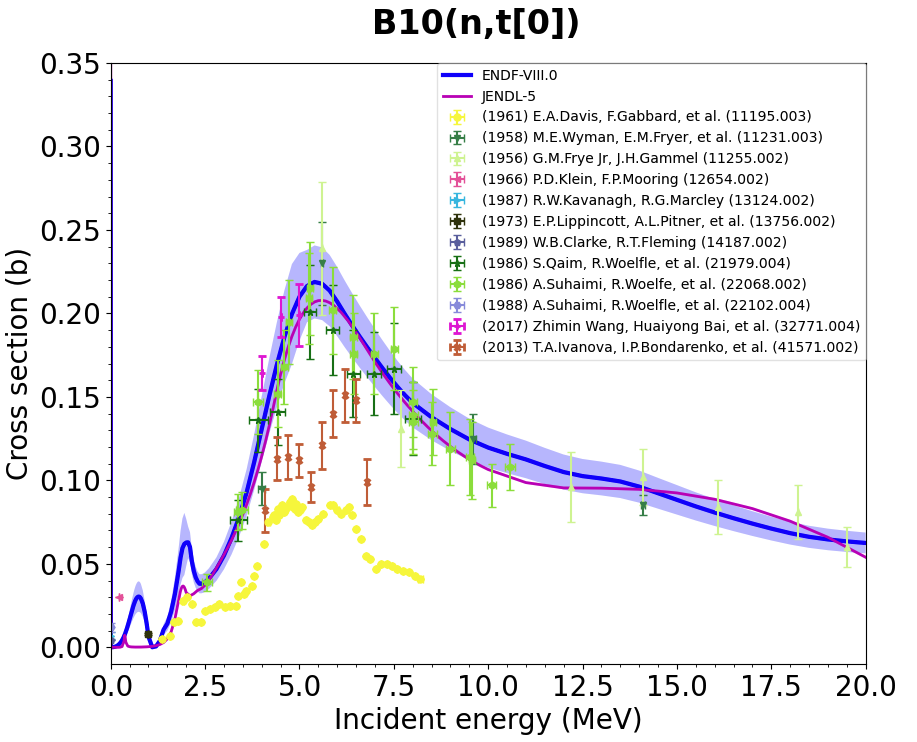 B10(n,t[0])
0.35
0.30
0.25
0.20
0.15
0.10
0.05
0.00
Cross section (b)
ENDF-VIII.0
JENDL-5
(1961) E.A.Davis, F.Gabbard, et al. (11195.003)
(1958) M.E.Wyman, E.M.Fryer, et al. (11231.003)
(1956) G.M.Frye Jr, J.H.Gammel (11255.002)
(1966) P.D.Klein, F.P.Mooring (12654.002)
(1987) R.W.Kavanagh, R.G.Marcley (13124.002)
(1973) E.P.Lippincott, A.L.Pitner, et al. (13756.002)
(1989) W.B.Clarke, R.T.Fleming (14187.002)
(1986) S.Qaim, R.Woelfle, et al. (21979.004)
(1986) A.Suhaimi, R.Woelfe, et al. (22068.002)
(1988) A.Suhaimi, R.Woelfle, et al. (22102.004)
(2017) Zhimin Wang, Huaiyong Bai, et al. (32771.004)
(2013) T.A.Ivanova, I.P.Bondarenko, et al. (41571.002)
0.0 2.5 5.0 7.5 10.0 12.5 15.0 17.5 20.0
Incident energy (MeV)